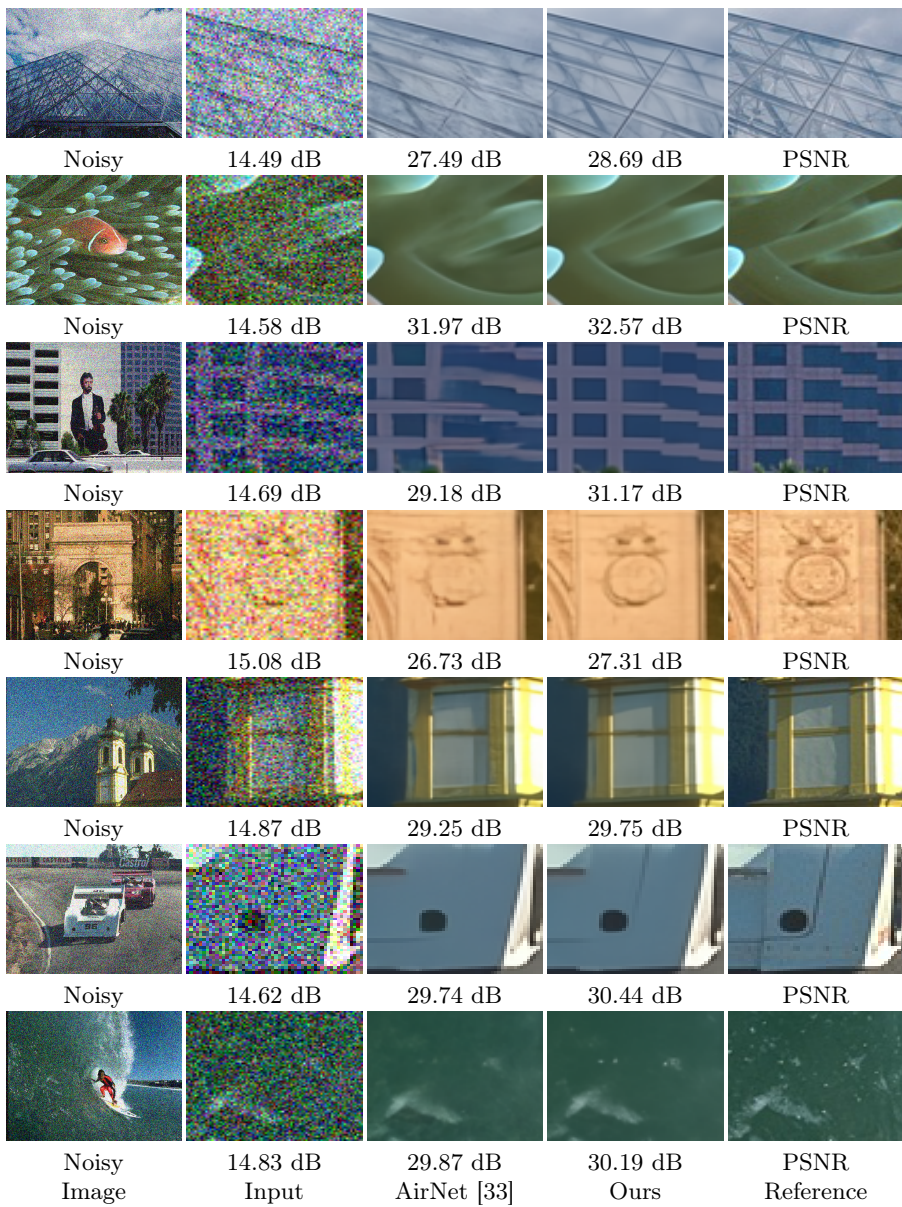 Noisy 14.49 dB 27.49 dB 28.69 dB PSNR
Noisy 14.58 dB 31.97 dB 32.57 dB PSNR
Noisy 14.69 dB 29.18 dB 31.17 dB PSNR
Noisy 15.08 dB 26.73 dB 27.31 dB PSNR
Noisy 14.87 dB 29.25 dB 29.75 dB PSNR
Noisy 14.62 dB 29.74 dB 30.44 dB PSNR
Noisy 14.83 dB 29.87 dB 30.19 dB PSNR
Image Input AirNet [33] Ours Reference